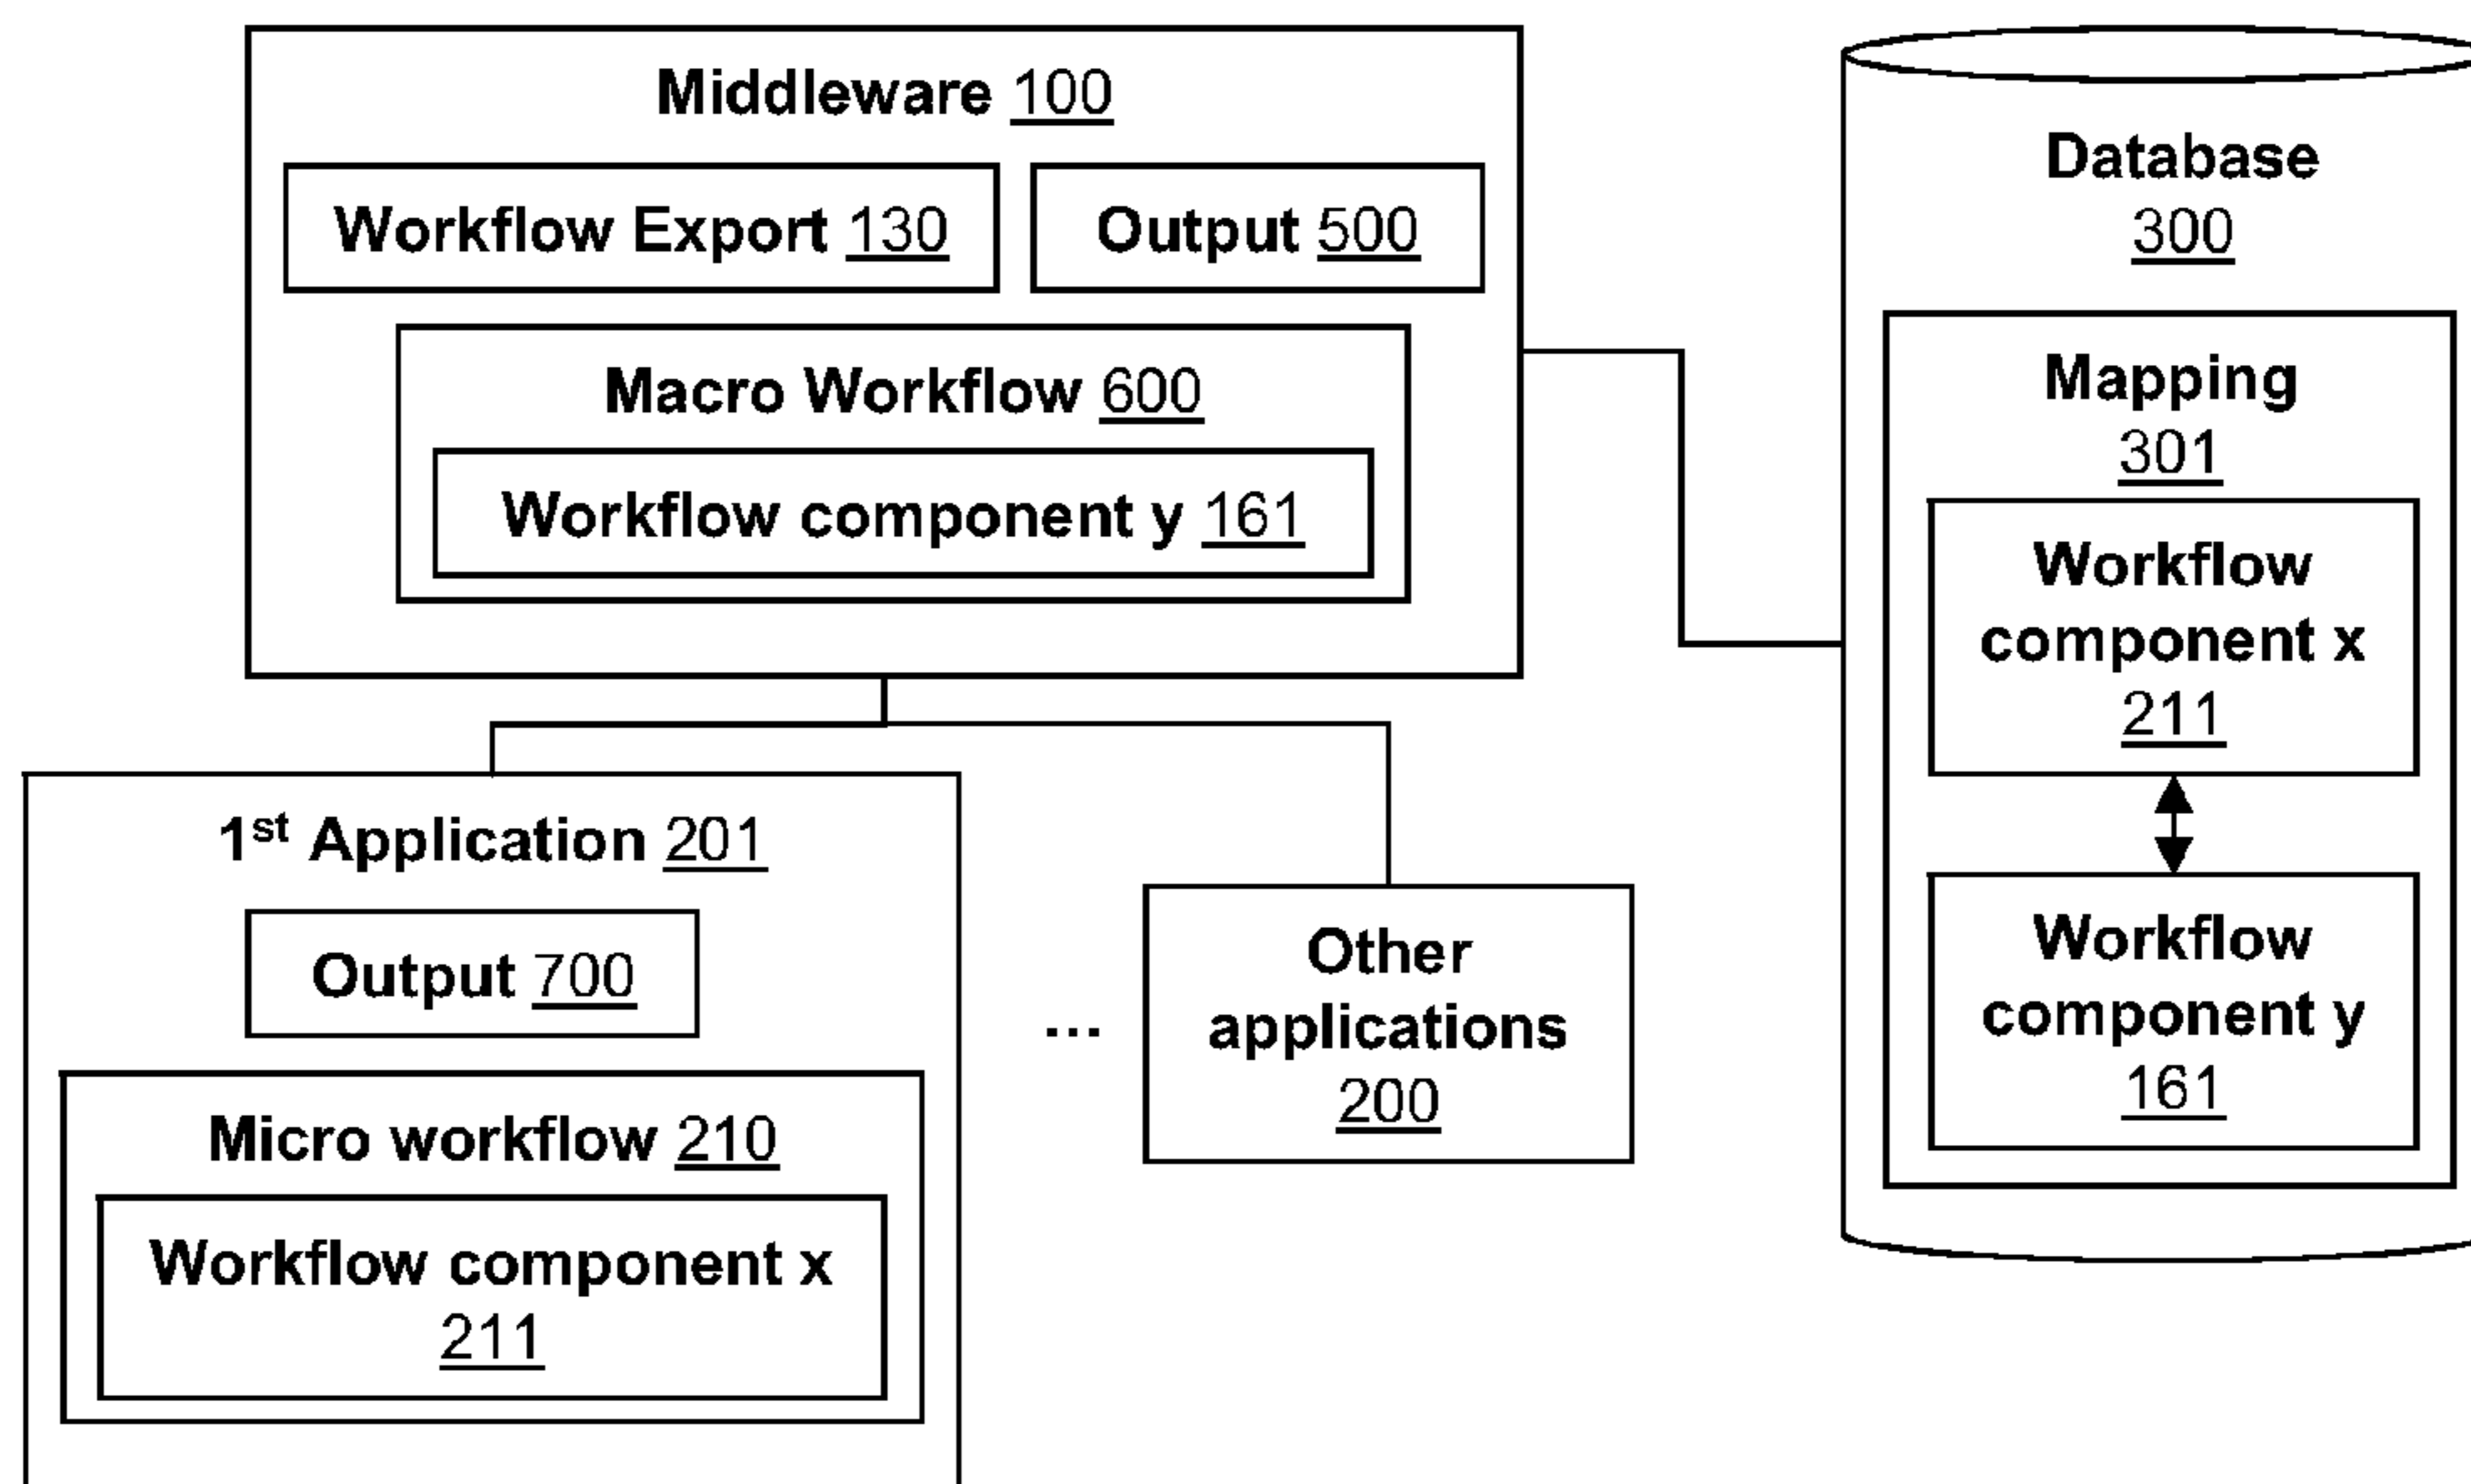 Middleware 100
Workflow Export 130
Output 500
Macro Workflow 600
Workflow component y 161
Database
300
Mapping
301
Workflow
component x
211
Workflow
component y
161
1st Application 201
Output 700
Micro workflow 210
Workflow component x
211
...
Other
applications
200